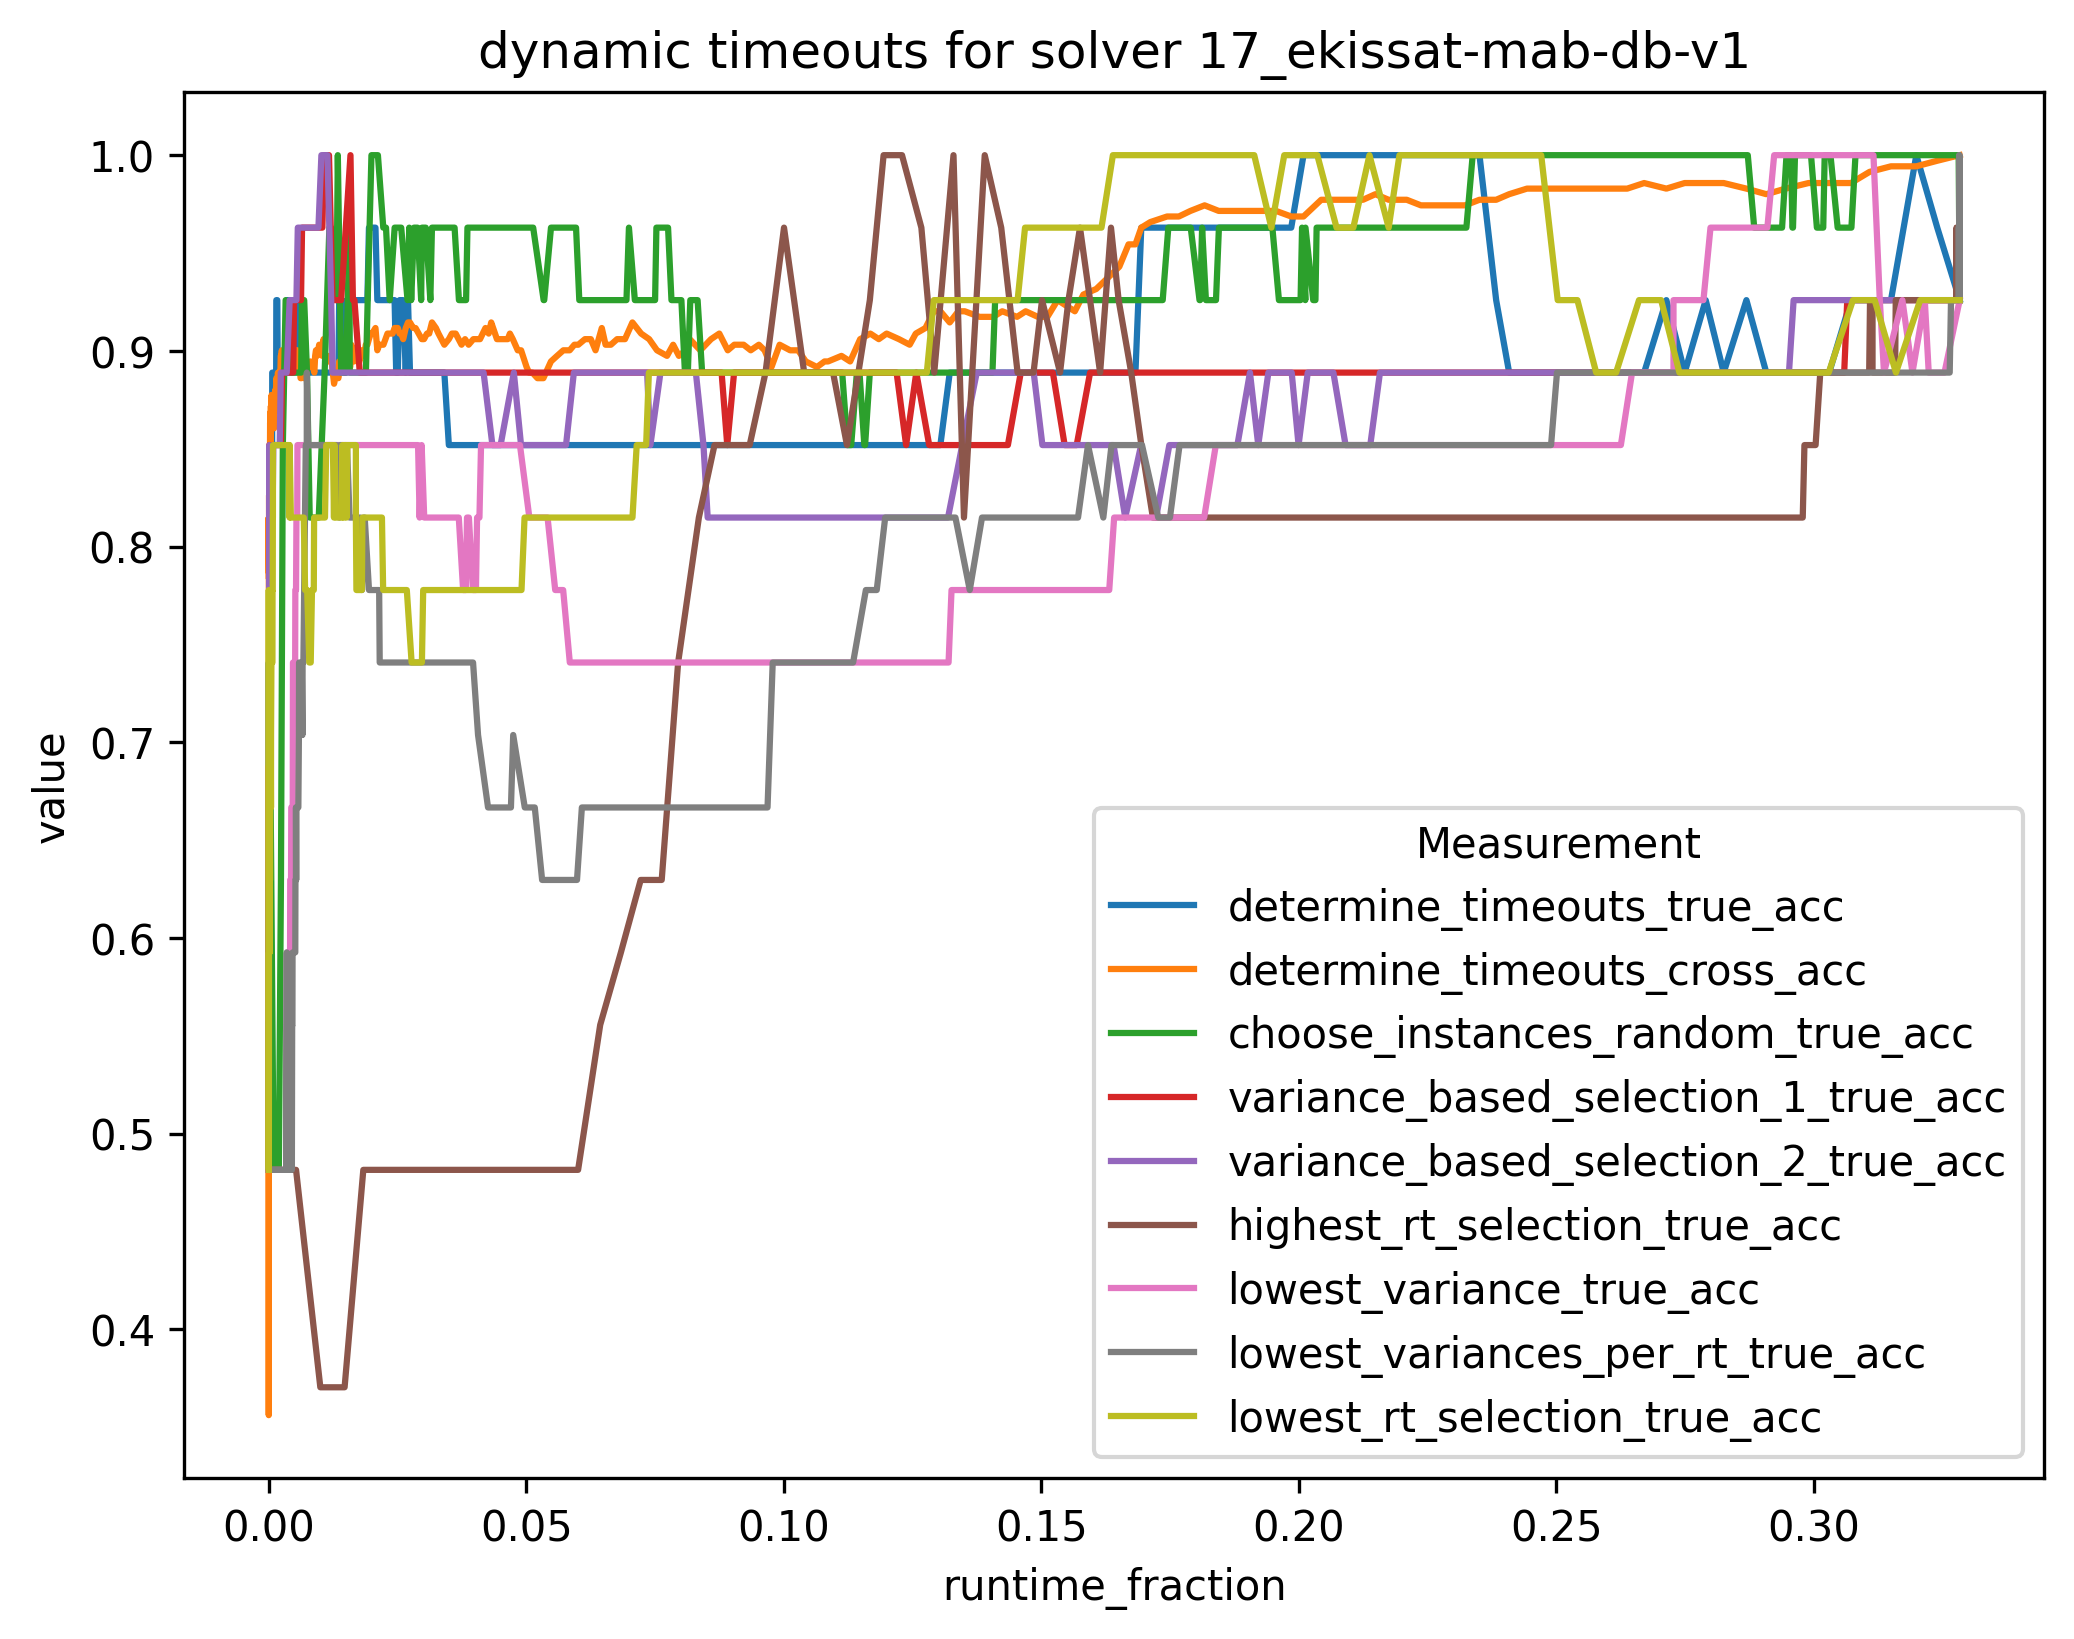 dynamic timeouts for solver 17_ekissat-mab-db-v1
1.0
0.9
0.8
0.7
0.6
0.5
0.4
value
0.00 0.05 0.10 0.15 0.20 0.25 0.30
runtime_fraction
Measurement
determine_timeouts_true_acc
determine_timeouts_cross_acc
choose_instances_random_true_acc
variance_based_selection_1_true_acc
variance_based_selection_2_true_acc
highest_rt_selection_true_acc
lowest_variance_true_acc
lowest_variances_per_rt_true_acc
lowest_rt_selection_true_acc